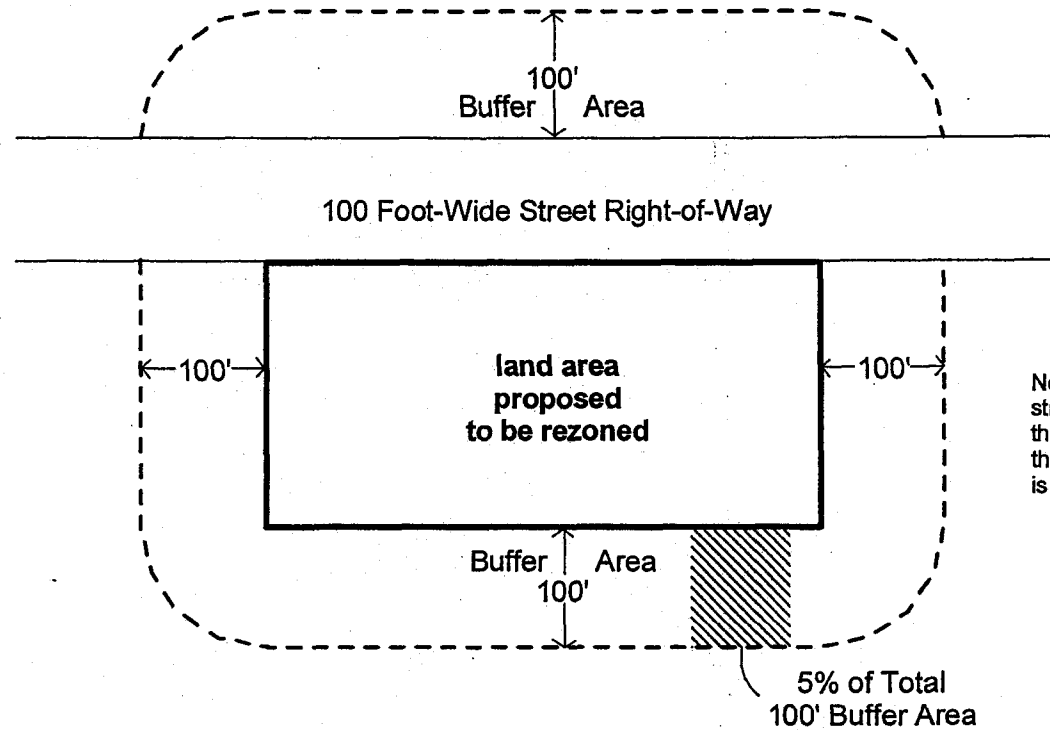 100'
Buffer Area
100 Foot-Wide Street Right-of-Way
100'
land area
proposed
to be rezoned
100'
Buffer Area
100'
5% of Total
100' Buffer Area
is